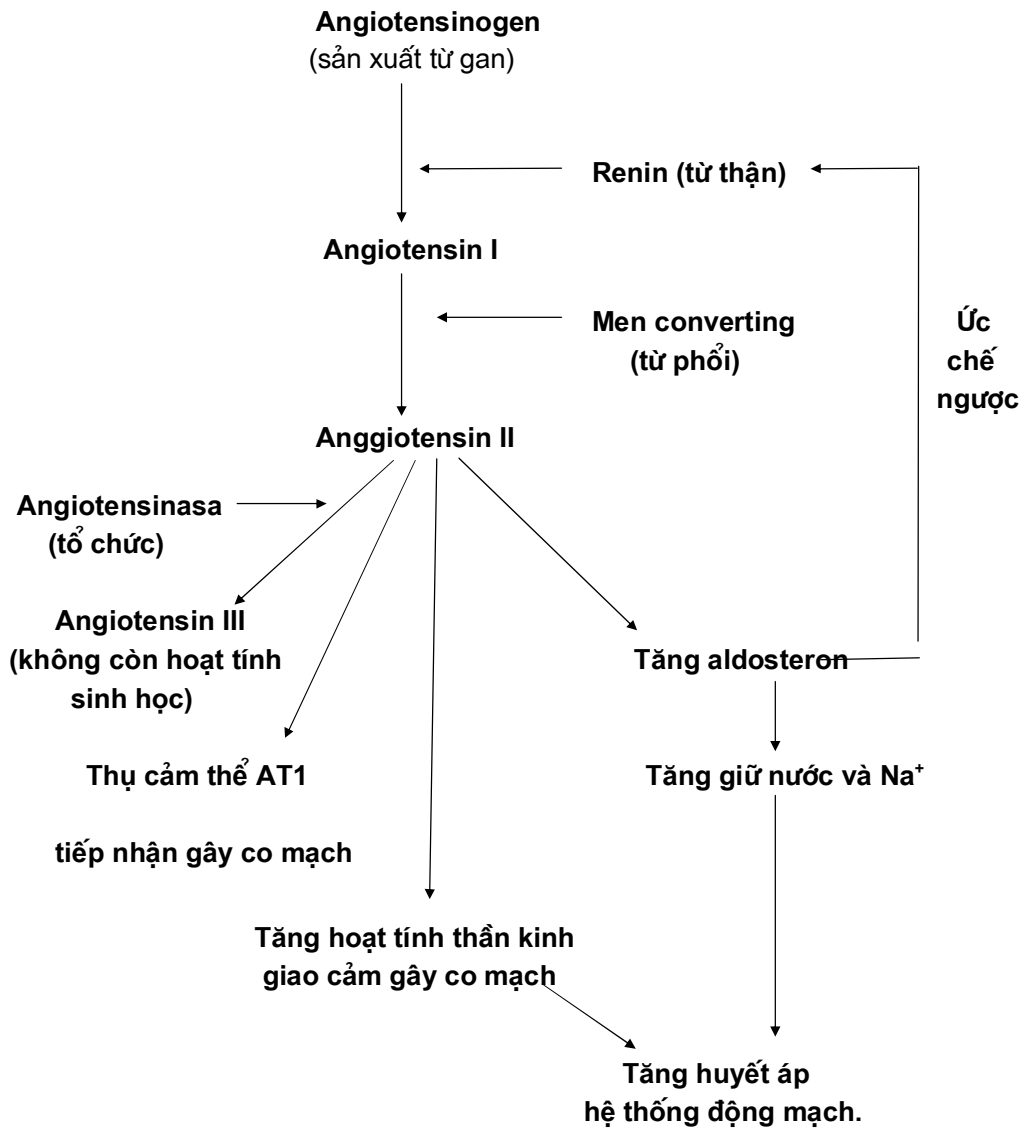 Angiotensinogen
(sản xuất từ gan)
Renin (từ thận)
Angiotensin I
Men converting
(từ phổi)
Ức
chế
ngược
Anggiotensin II
Angiotensinasa
(tổ chức)
Angiotensin III
(không còn hoạt tính
sinh học)
Tăng aldosteron
Thụ cảm thể AT1
tiếp nhận gây co mạch
Tăng giữ nước và Na⁺
Tăng hoạt tính thần kinh
giao cảm gây co mạch
Tăng huyết áp
hệ thống động mạch.